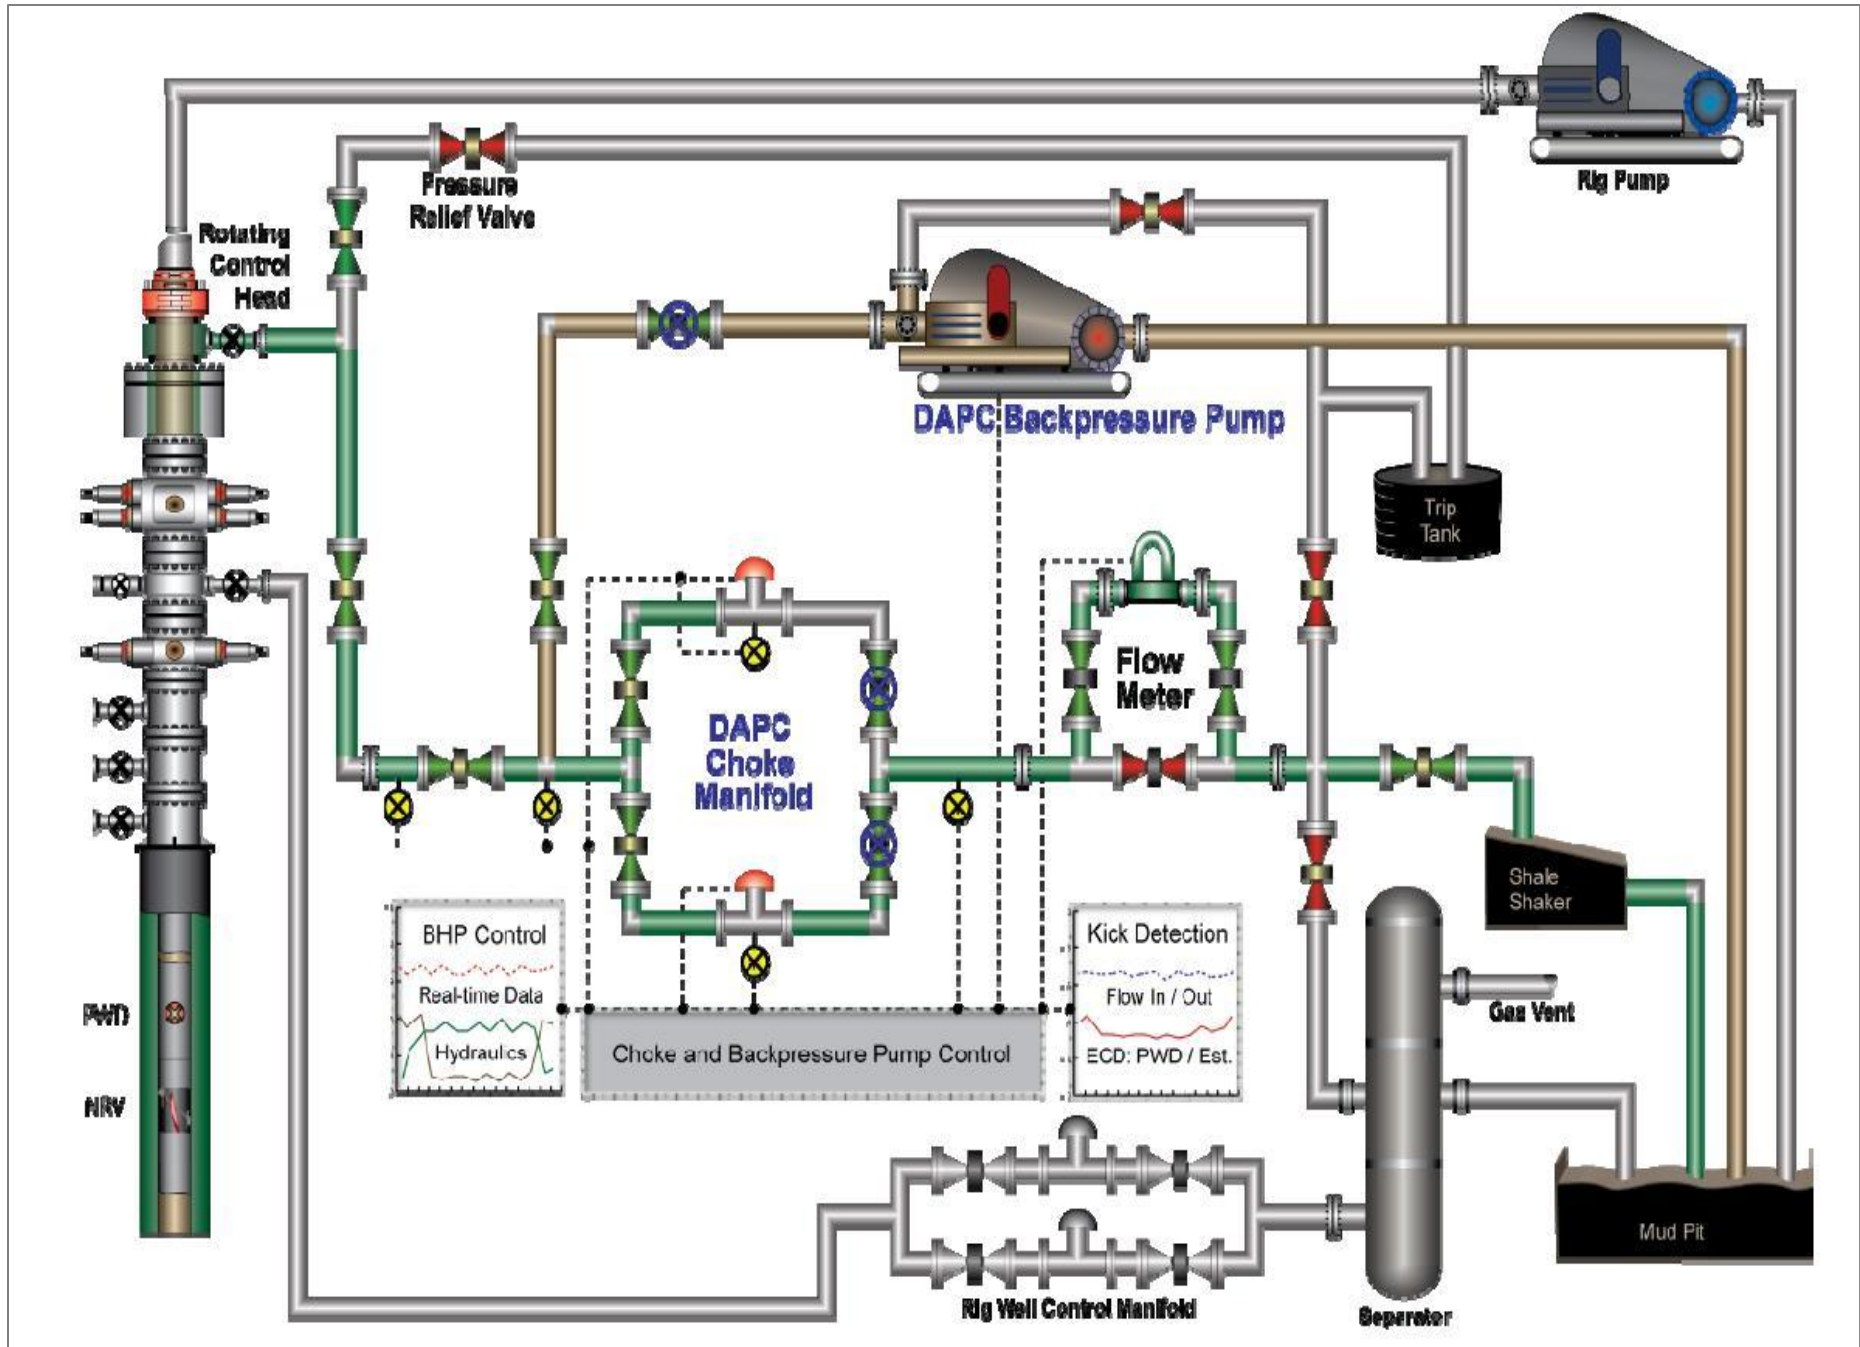 Rig Pump
Pressure
Relief Valve
Rotating
Control
Head
DAPC Backpressure Pump
Trip
Tank
Flow
Meter
DAPC
Choke
Manifold
Shale
Shaker
BHP Control
Real-time Data
Hydraulics
Kick Detection
Flow In / Out
ECD: PWD / Est.
Choke and Backpressure Pump Control
Gas Vent
PWD
NRV
Mud Pit
Rig Well Control Manifold
Separator